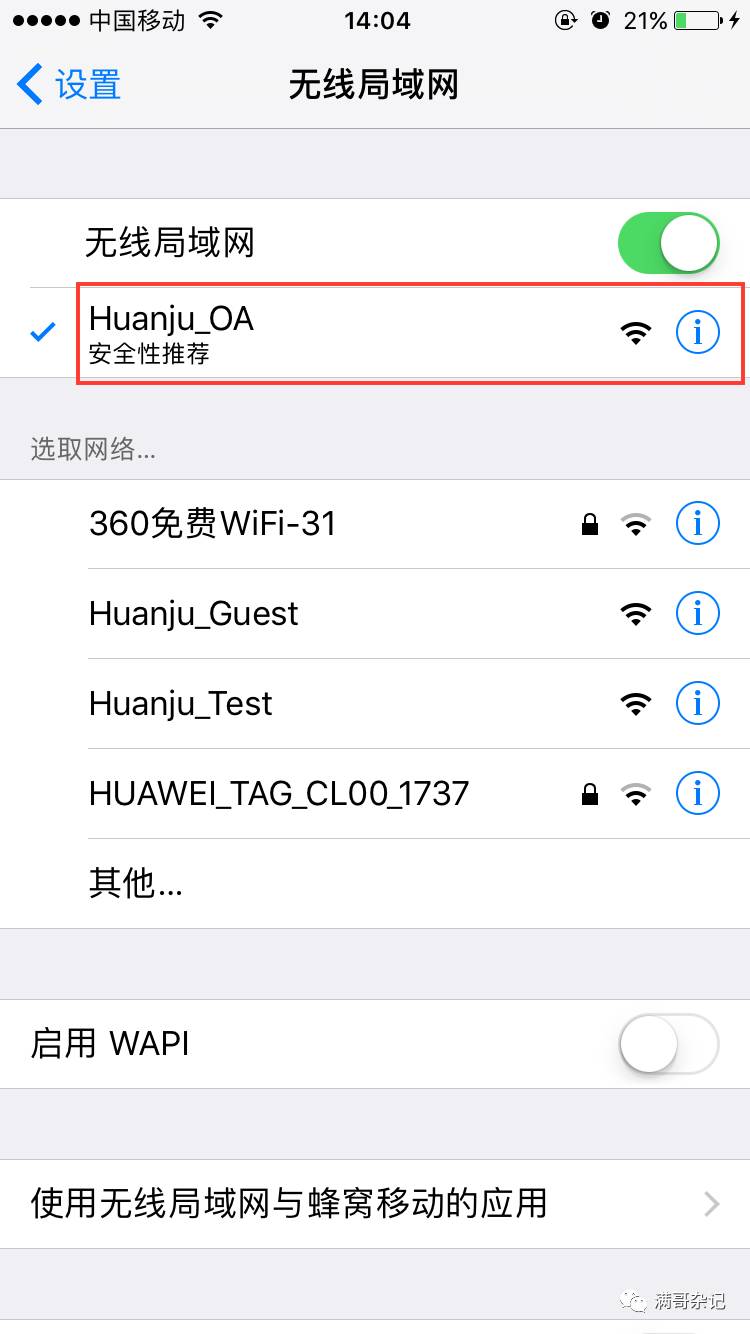 中国移动 14:04 21%
设置 无线局域网
无线局域网
Huanju_OA
安全性推荐
选取网络...
360免费WiFi-31
Huanju_Guest
Huanju_Test
HUAWEI_TAG_CL00_1737
其他...
启用 WAPI
使用无线局域网与蜂窝移动的应用
满哥杂记